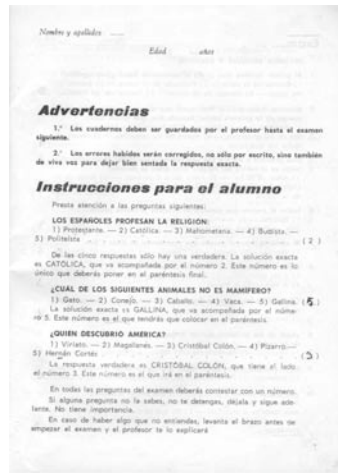 Nombre y apellidos
Edad años
Advertencias
1.ª Los cuadernos deben ser guardados por el profesor hasta el examen
siguiente.
2.ª Los errores habidos serán corregidos, no sólo por escrito, sino también
de viva voz para dejar bien sentada la respuesta exacta.
Instrucciones para el alumno
Presta atención a las preguntas siguientes:
LOS ESPAÑOLES PROFESAN LA RELIGIÓN:
1) Protestante. — 2) Católica. — 3) Mahometana. — 4) Budista. —
5) Politeísta (2)
De las cinco respuestas sólo hay una verdadera. La solución exacta
es CATÓLICA, que va acompañada por el número 2. Este número es lo
único que deberás poner en el paréntesis final.
¿CUAL DE LOS SIGUIENTES ANIMALES NO ES MAMIFERO?
1) Gato. — 2) Conejo. — 3) Caballo. — 4) Vaca. — 5) Gallina. (5)
La solución exacta es GALLINA, que va acompañada por el núme-
ro 5. Este número es el que tendrás que colocar en el paréntesis.
¿QUIEN DESCUBRIO AMERICA?
1) Viriato. — 2) Magallanes. — 3) Cristóbal Colón. — 4) Pizarro. —
5) Hernán Cortés (3)
La respuesta verdadera es CRISTÓBAL COLÓN, que tiene al lado
el número 3. Este número es el que irá en el paréntesis.
En todas las preguntas del examen deberás contestar con un número.
Si alguna pregunta no la sabes, no te detengas, déjala y sigue ade-
lante. No tiene importancia.
En caso de haber algo que no entiendas, levanta el brazo antes de
empezar el examen y el profesor te lo explicará